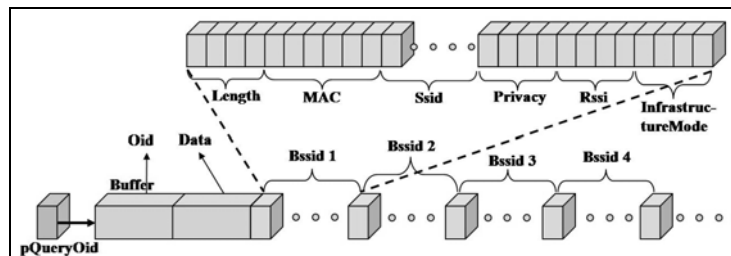 Length MAC Ssid Privacy Rssi Infrastruc-
tureMode
Oid Data
Bssid 1 Bssid 2 Bssid 3 Bssid 4
Buffer
pQueryOid